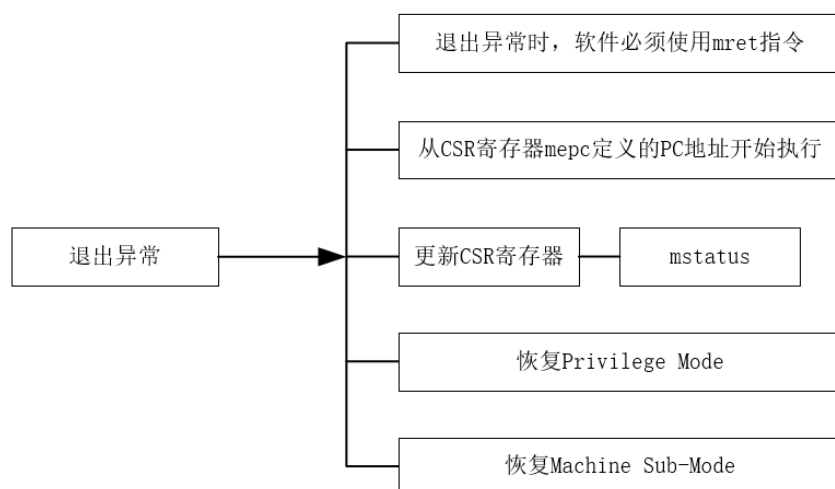 退出异常时，软件必须使用mret指令
从CSR寄存器mepc定义的PC地址开始执行
退出异常
更新CSR寄存器
mstatus
恢复Privilege Mode
恢复Machine Sub-Mode